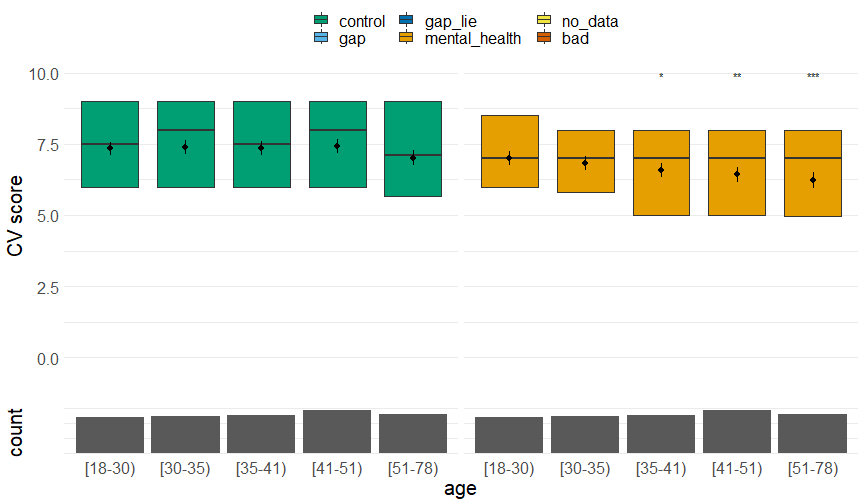 control gap_lie no_data
gap mental_health bad
10.0 * ** ***
7.5
5.0
2.5
0.0
CV score
count
[18-30) [30-35) [35-41) [41-51) [51-78) [18-30) [30-35) [35-41) [41-51) [51-78)
age